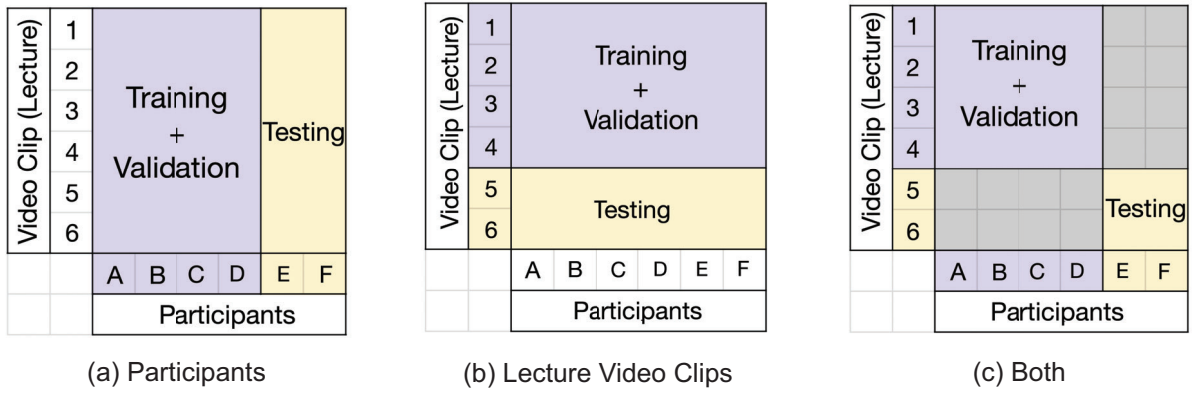 Video Clip (Lecture)
1
2
3
4
5
6
Training
+
Validation
Testing
A B C D E F
Participants
(a) Participants
Video Clip (Lecture)
1
2
3
4
5
6
Training
+
Validation
Testing
A B C D E F
Participants
(b) Lecture Video Clips
Video Clip (Lecture)
1
2
3
4
5
6
Training
+
Validation
Testing
A B C D E F
Participants
(c) Both